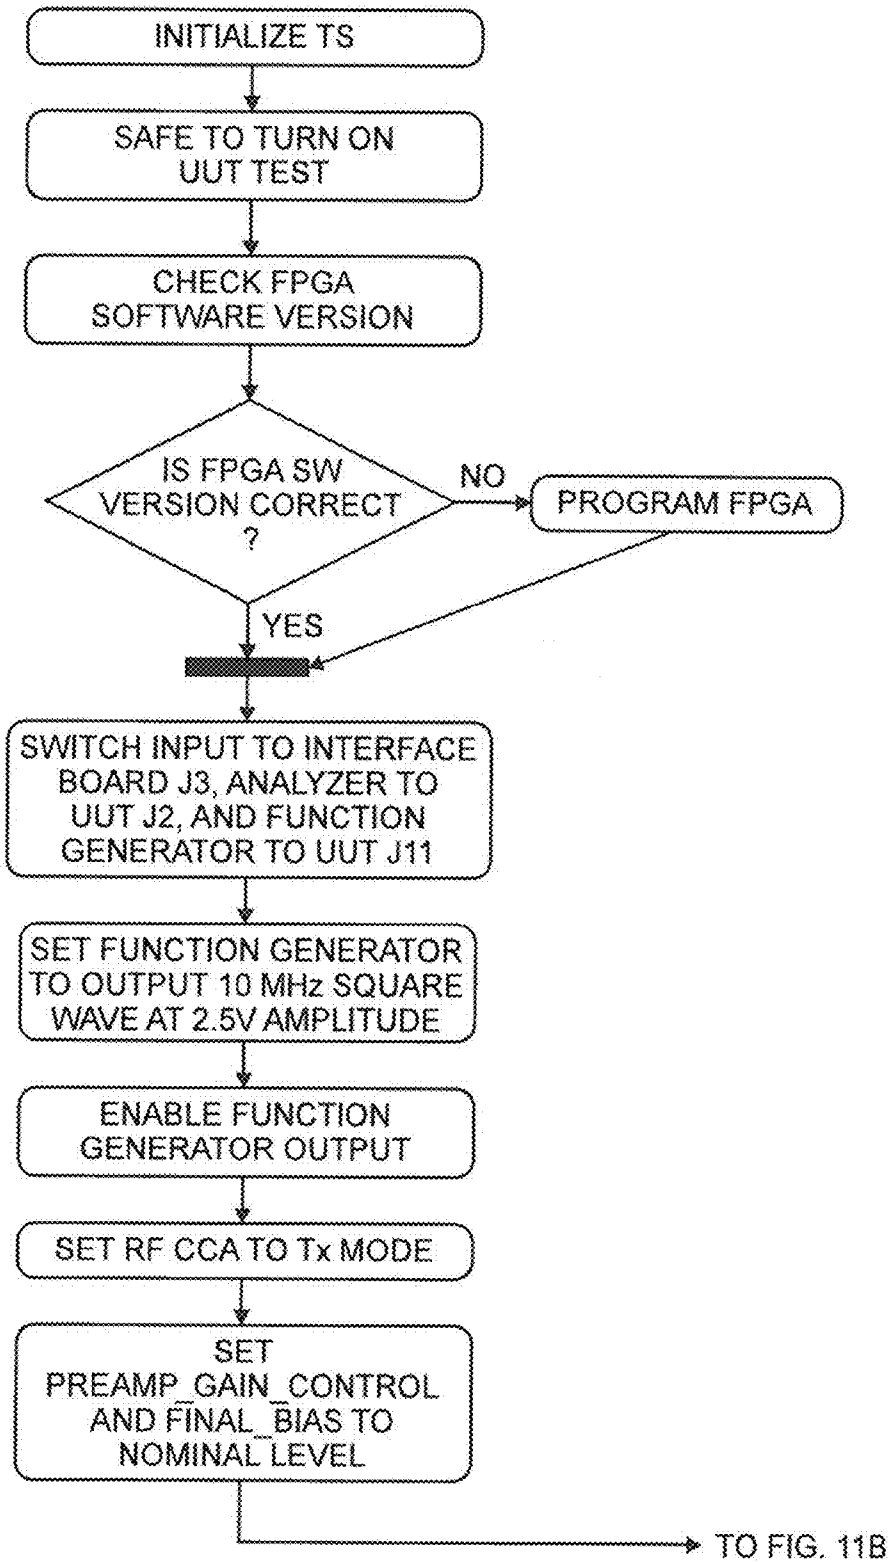 INITIALIZE TS
SAFE TO TURN ON
UUT TEST
CHECK FPGA
SOFTWARE VERSION
IS FPGA SW
VERSION CORRECT
?
NO
PROGRAM FPGA
YES
SWITCH INPUT TO INTERFACE
BOARD J3, ANALYZER TO
UUT J2, AND FUNCTION
GENERATOR TO UUT J11
SET FUNCTION GENERATOR
TO OUTPUT 10 MHz SQUARE
WAVE AT 2.5V AMPLITUDE
ENABLE FUNCTION
GENERATOR OUTPUT
SET RF CCA TO Tx MODE
SET
PREAMP_GAIN_CONTROL
AND FINAL_BIAS TO
NOMINAL LEVEL
TO FIG. 11B